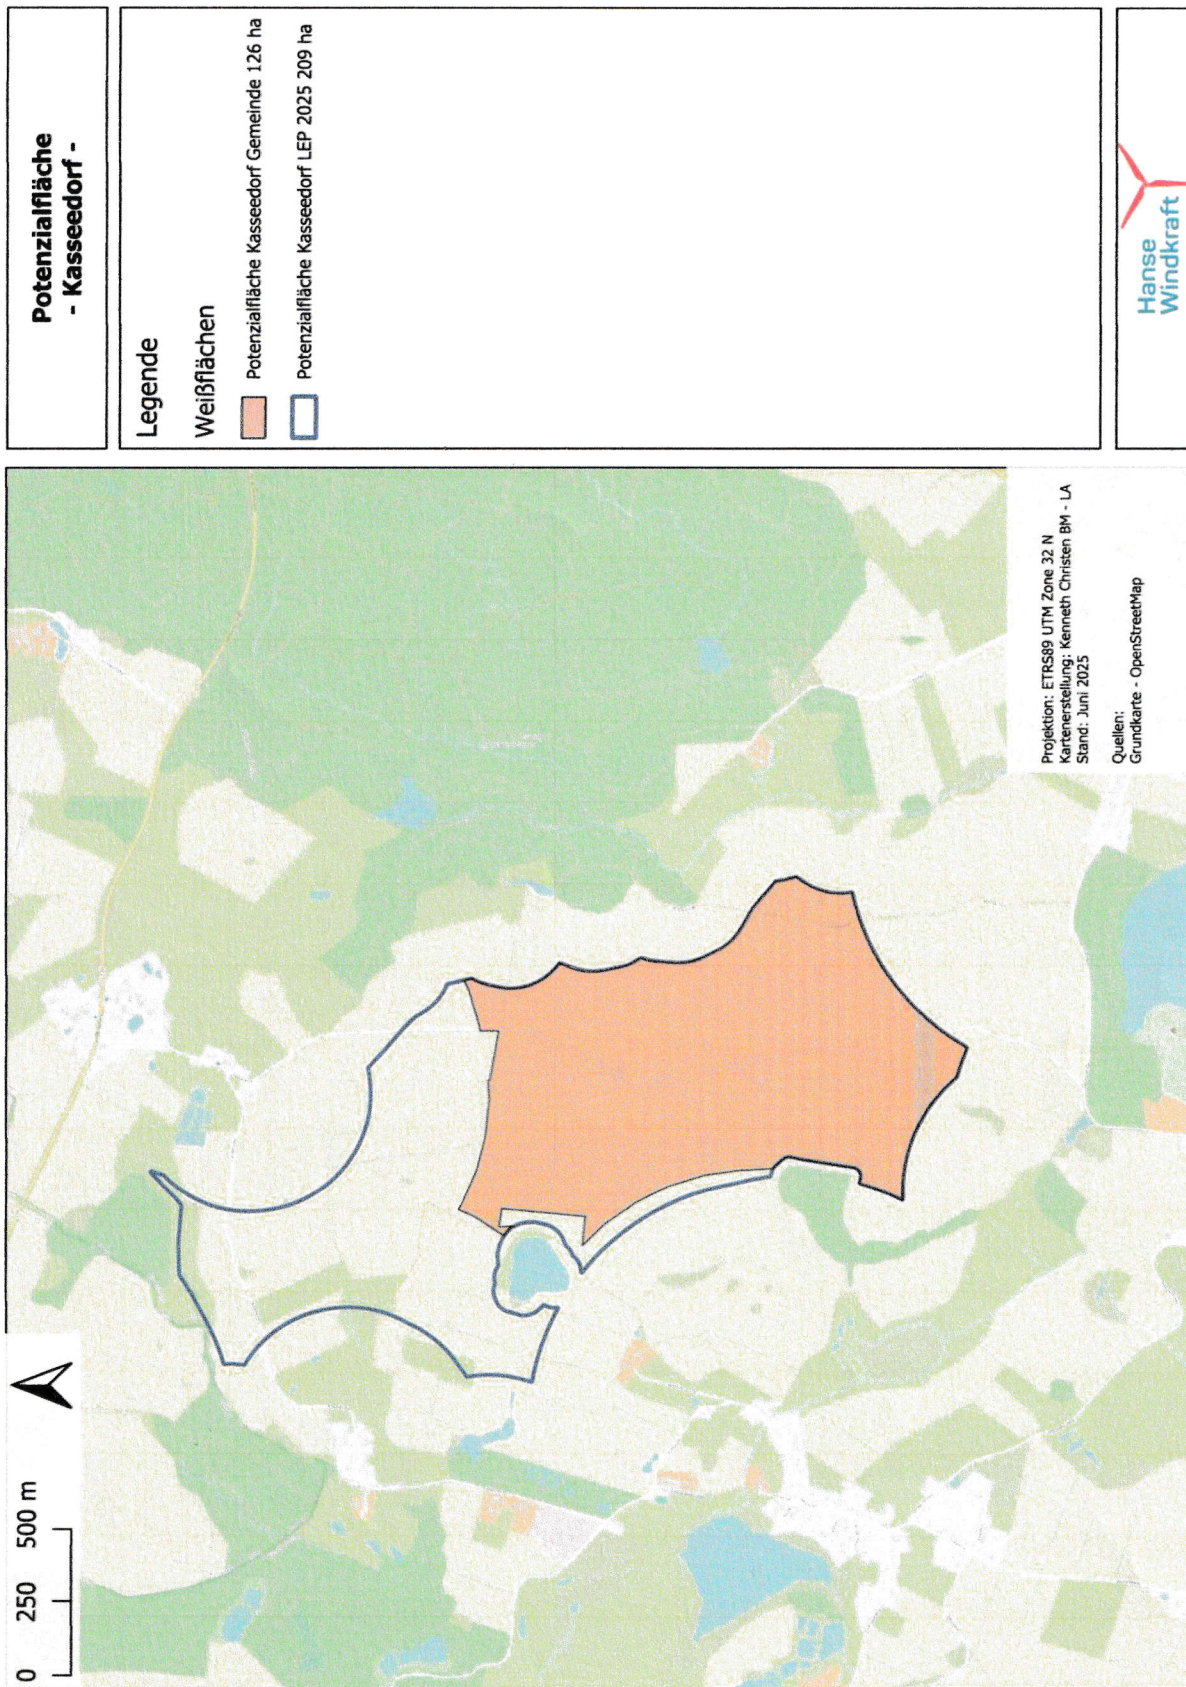 Potenzialfläche
- Kasseedorf -
Legende
Weißflächen
Potenzialfläche Kasseedorf Gemeinde 126 ha
Potenzialfläche Kasseedorf LEP 2025 209 ha
0 250 500 m
Projektion: ETRS89 UTM Zone 32 N
Kartenerstellung: Kenneth Christen BM - LA
Stand: Juni 2025
Quellen:
Grundkarte - OpenStreetMap
Hanse
Windkraft